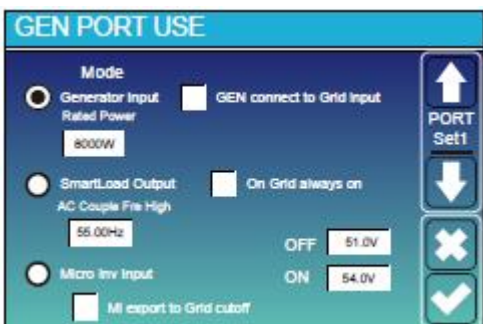 GEN PORT USE
Mode
Generator Input
GEN connect to Grid input
Rated Power
8000W
PORT
Set1
SmartLoad Output
On Grid always on
AC Couple Fre High
55.00Hz
OFF 51.0V
ON 54.0V
Micro Inv Input
MI export to Grid cutoff